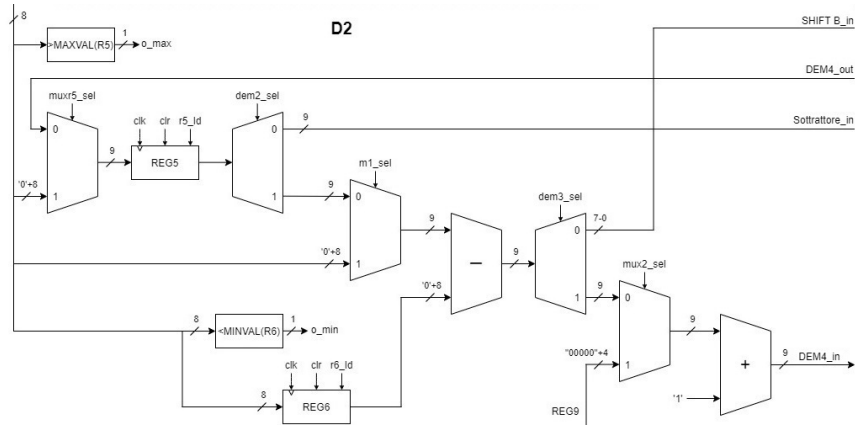 8
D2
SHIFT B_in
>MAXVAL(R5)
1
o_max
DEM4_out
muxr5_sel
dem2_sel
clk
clr
r5_ld
9
0
0
9
Sottrattore_in
REG5
m1_sel
'0'+8
1
1
9
0
dem3_sel
7-0
9
0
'0'+8
1
9
mux2_sel
'0'+8
1
9
0
8
<MINVAL(R6)
1
o_min
9
"00000"+4
1
9
DEM4_in
clk
clr
r6_ld
8
REG6
REG9
'1'
+
−